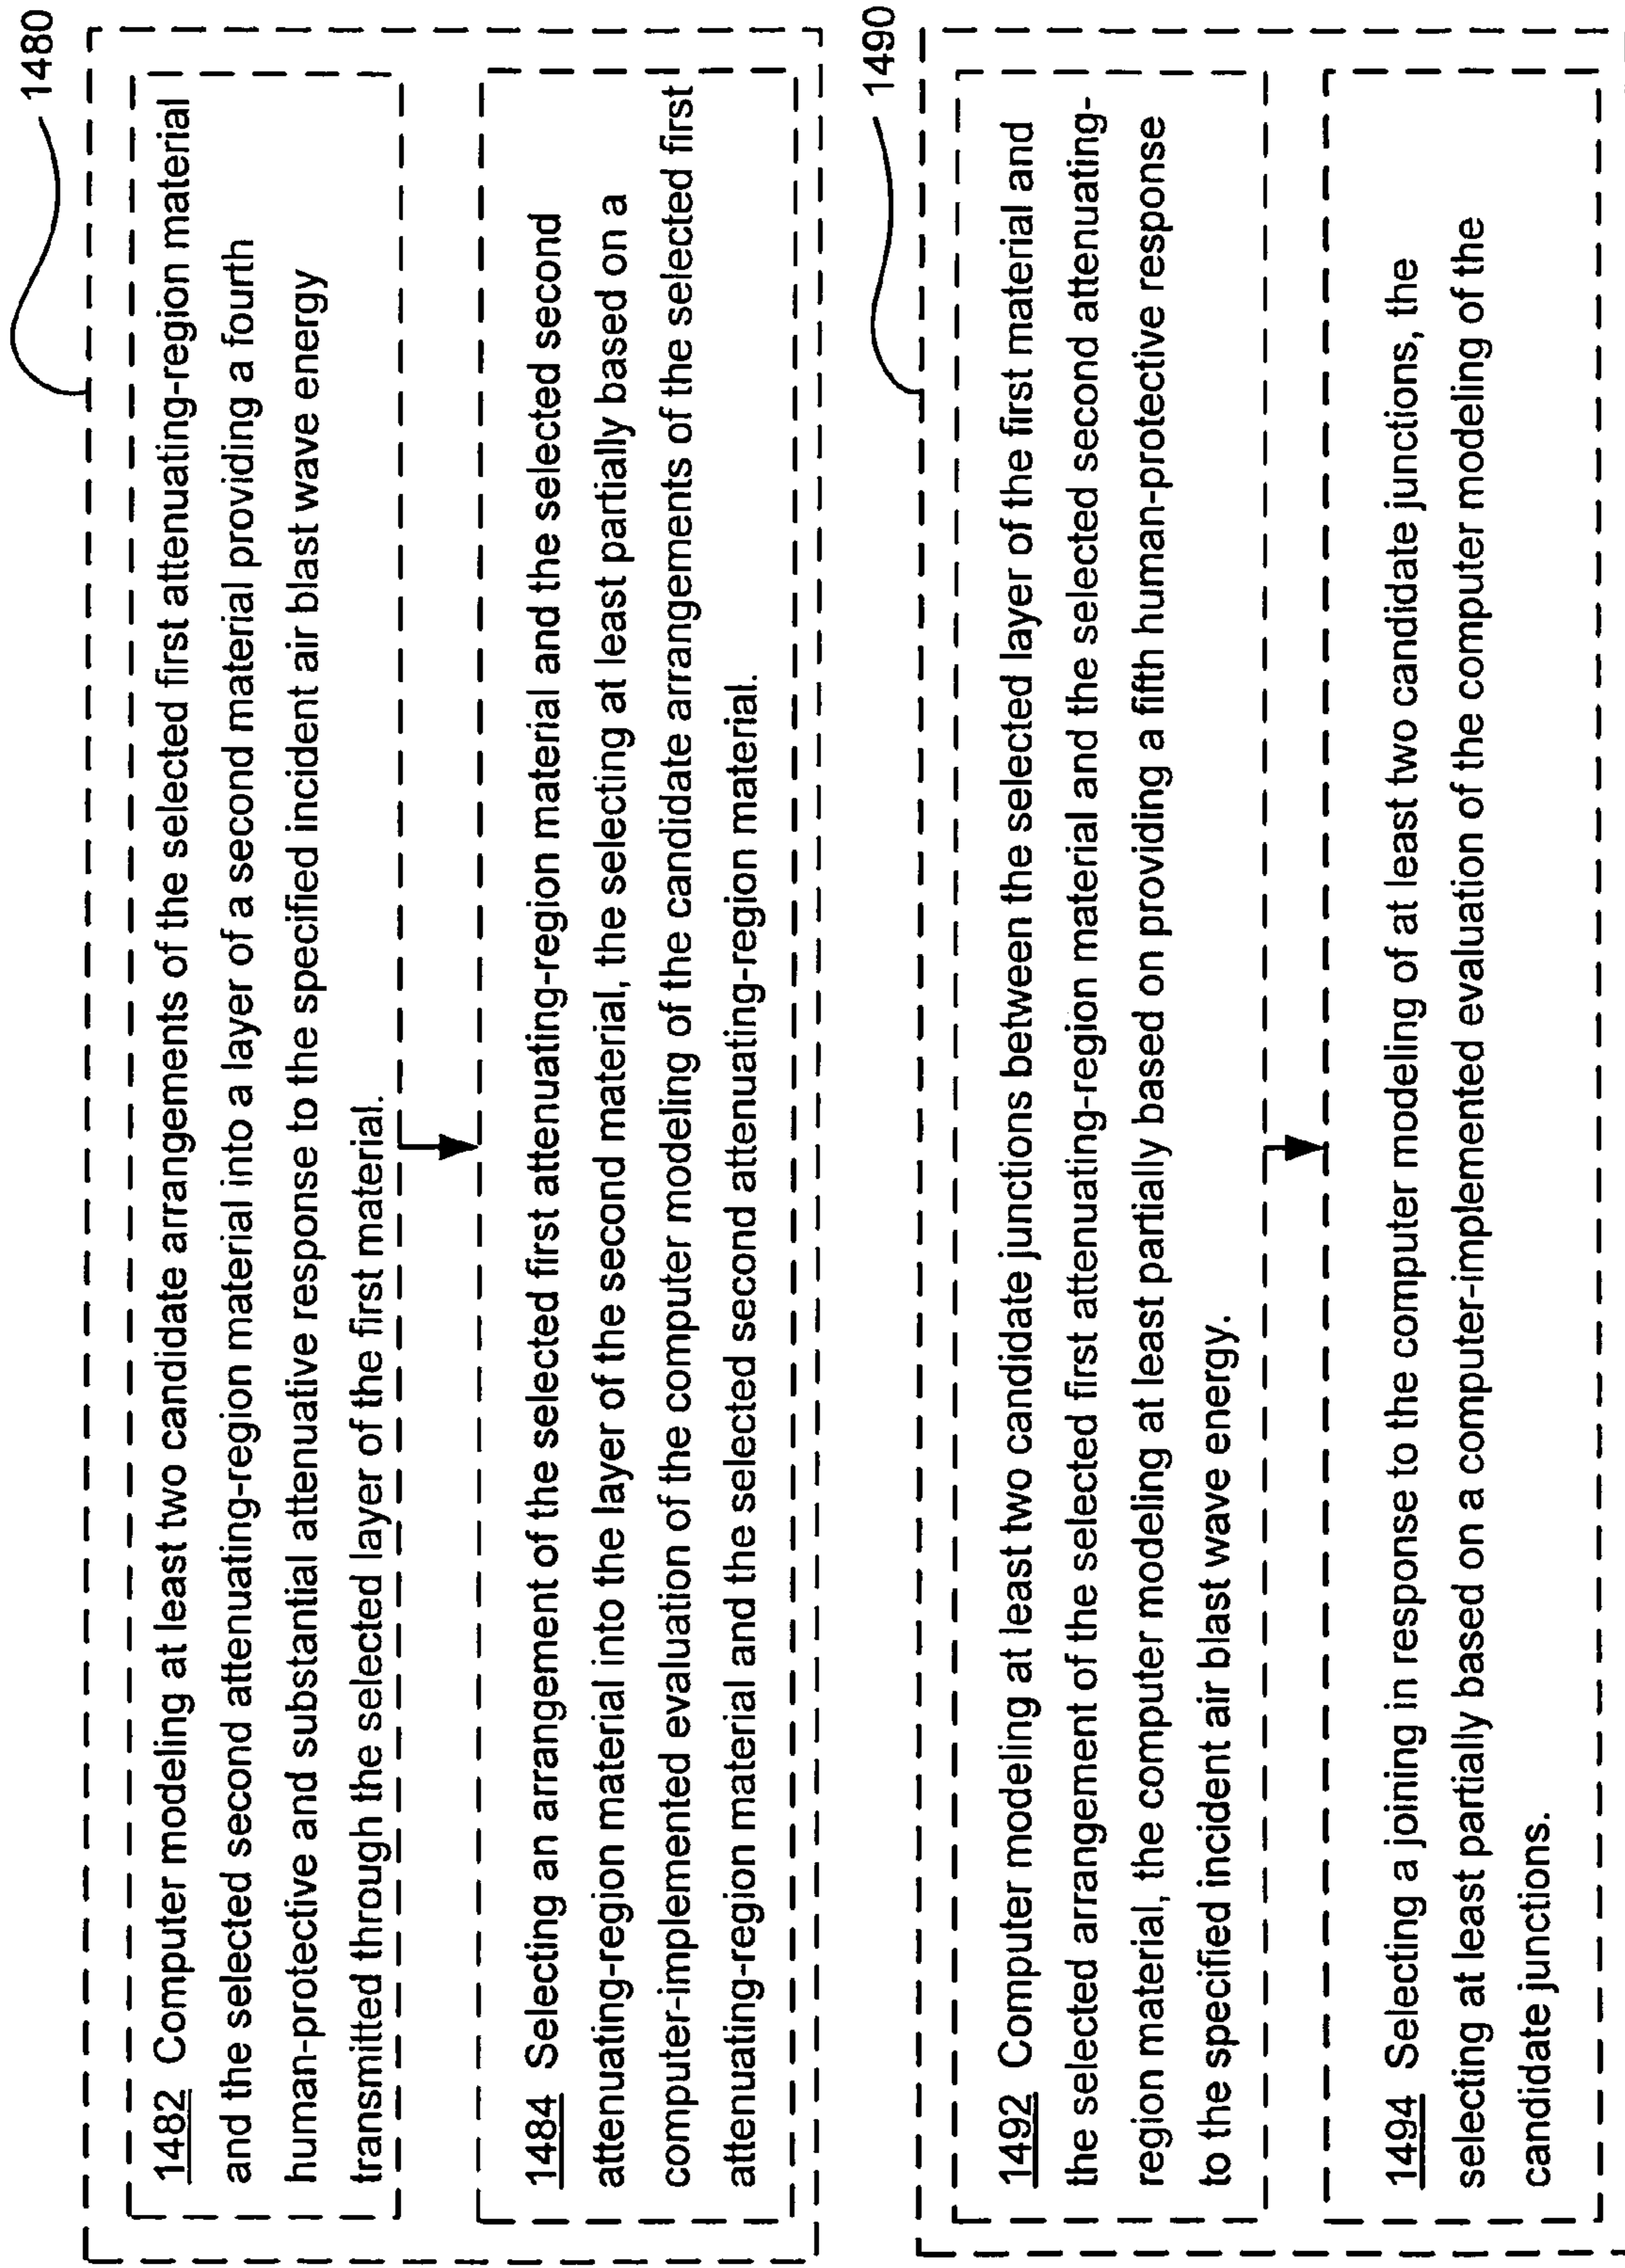 1480
1482 Computer modeling at least two candidate arrangements of the selected first attenuating-region material
and the selected second attenuating-region material into a layer of a second material providing a fourth
human-protective and substantial attenuative response to the specified incident air blast wave energy
transmitted through the selected layer of the first material.
1484 Selecting an arrangement of the selected first attenuating-region material and the selected second
attenuating-region material into the layer of the second material, the selecting at least partially based on a
computer-implemented evaluation of the computer modeling of the candidate arrangements of the selected first
attenuating-region material and the selected second attenuating-region material.
1490
1492 Computer modeling at least two candidate junctions between the selected layer of the first material and
the selected arrangement of the selected first attenuating-region material and the selected second attenuating-
region material, the computer modeling at least partially based on providing a fifth human-protective response
to the specified incident air blast wave energy.
1494 Selecting a joining in response to the computer modeling of at least two candidate junctions, the
selecting at least partially based on a computer-implemented evaluation of the computer modeling of the
candidate junctions.